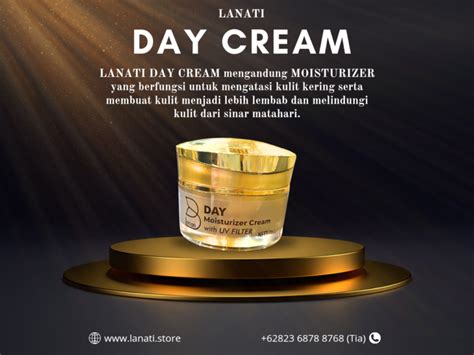 LANATI
DAY CREAM
LANATI DAY CREAM mengandung MOISTURIZER
yang berfungsi untuk mengatasi kulit kering serta
membuat kulit menjadi lebih lembab dan melindungi
kulit dari sinar matahari.
DAY
Moisturizer Cream
with UV FILTER
www.lanati.store
+62823 6878 8768 (Tia)